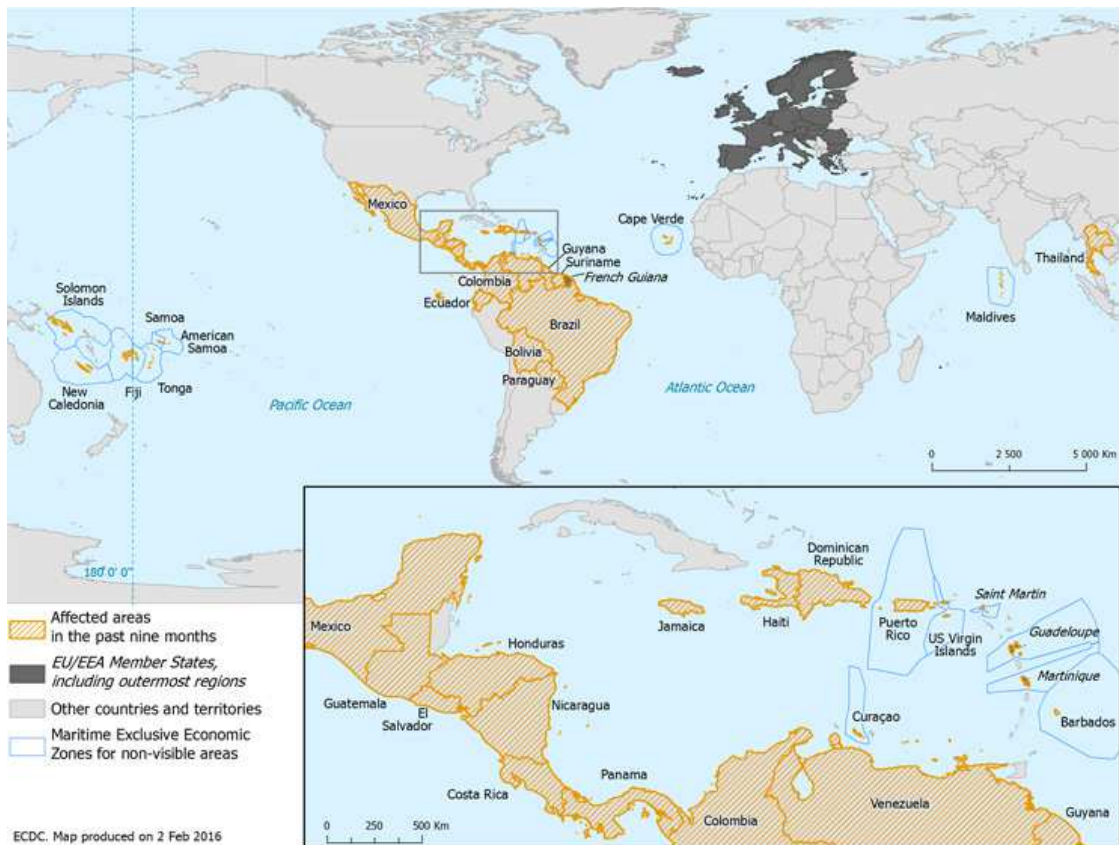 Mexico
Cape Verde
Guyana
Suriname
French Guiana
Colombia
Thailand
Ecuador
Maldives
Solomon
Islands
Samoa
American
Samoa
Brazil
Bolivia
Paraguay
New
Caledonia
Fiji
Tonga
Pacific Ocean
Atlantic Ocean
0 2 500 5 000 Km
180°0' 0"
Affected areas
in the past nine months
EU/EEA Member States,
including outermost regions
Other countries and territories
Maritime Exclusive Economic
Zones for non-visible areas
ECDC. Map produced on 2 Feb 2016
Dominican
Republic
Saint Martin
Mexico
Jamaica
Haiti
Puerto
Rico
US Virgin
Islands
Guadeloupe
Honduras
Martinique
Guatemala
El
Salvador
Nicaragua
Curaçao
Barbados
Costa Rica
Panama
Colombia
Venezuela
Guyana
0 250 500 Km